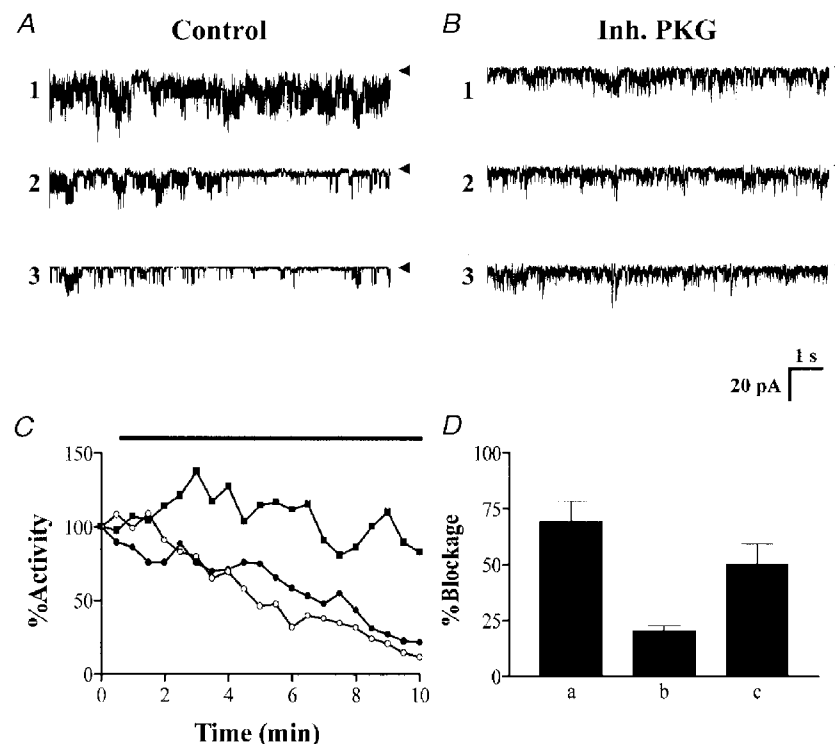 A Control
B Inh. PKG
1
2
3
1
2
3
1 s
20 pA
C
%Activity
150
100
50
0
0 2 4 6 8 10
Time (min)
D
%Blockage
100
75
50
25
0
a b c